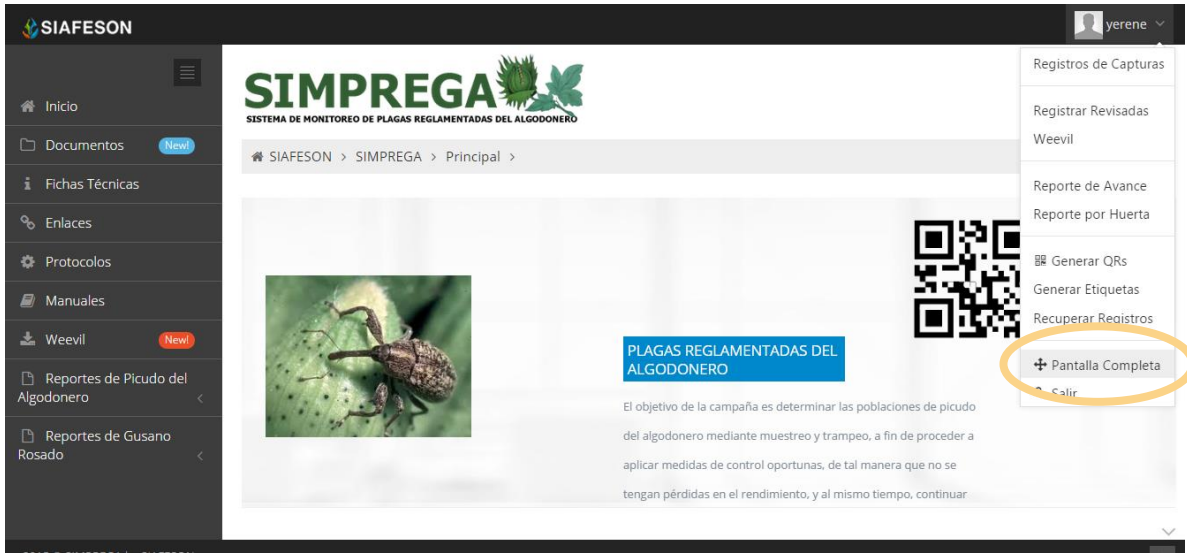 SIAFESON
yerene
Inicio
Documentos New!
Fichas Técnicas
Enlaces
Protocolos
Manuales
Weevil New!
Reportes de Picudo del
Algodonero
Reportes de Gusano
Rosado
SIMPREGA
SISTEMA DE MONITOREO DE PLAGAS REGLAMENTADAS DEL ALGODONERO
SIAFESON > SIMPREGA > Principal >
PLAGAS REGLAMENTADAS DEL
ALGODONERO
El objetivo de la campaña es determinar las poblaciones de picudo
del algodonero mediante muestreo y trampeo, a fin de proceder a
aplicar medidas de control oportunas, de tal manera que no se
tengan pérdidas en el rendimiento, y al mismo tiempo, continuar
Registros de Capturas
Registrar Revisadas
Weevil
Reporte de Avance
Reporte por Huerta
Generar QRs
Generar Etiquetas
Recuperar Registros
Pantalla Completa
Salir